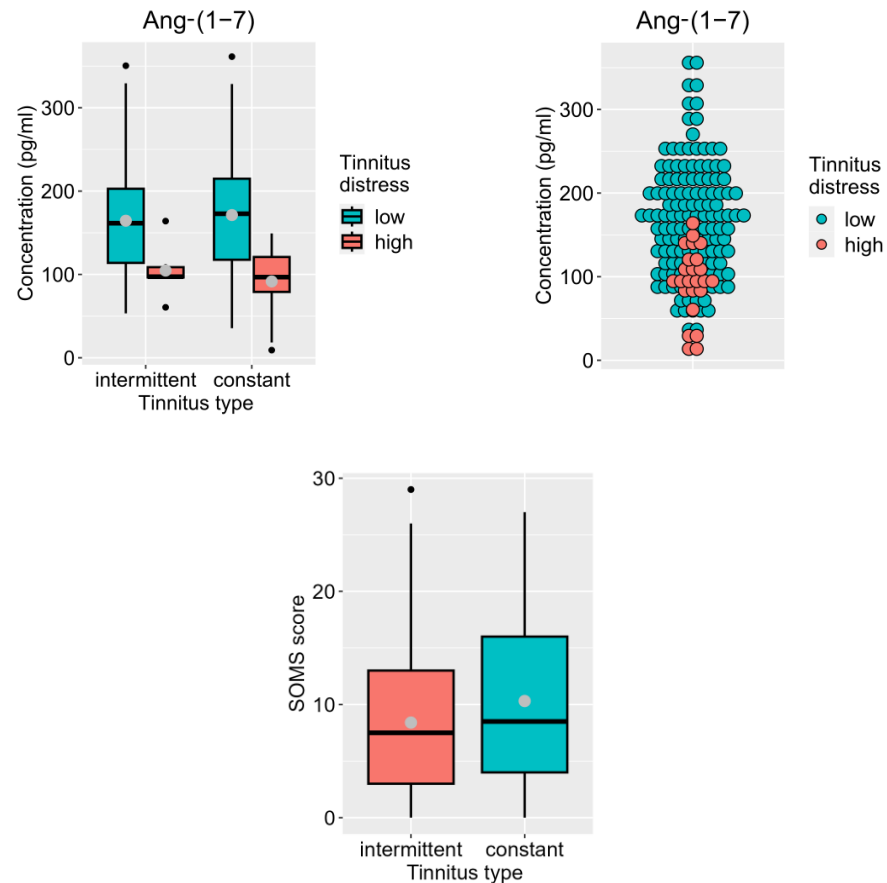 Ang-(1−7)
Concentration (pg/ml)
300
200
100
0
intermittent constant
Tinnitus type
Tinnitus
distress
low
high
Ang-(1−7)
Concentration (pg/ml)
300
200
100
0
Tinnitus
distress
low
high
SOMS score
30
20
10
0
intermittent constant
Tinnitus type